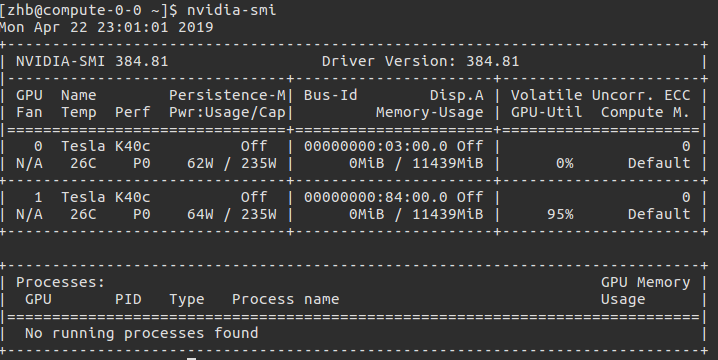 [zhb@compute-0-0 ~]$ nvidia-smi
Mon Apr 22 23:01:01 2019
+-----------------------------------------------------------------------------+
| NVIDIA-SMI 384.81                 Driver Version: 384.81                    |
|-------------------------------+----------------------+----------------------+
| GPU  Name        Persistence-M| Bus-Id        Disp.A | Volatile Uncorr. ECC |
| Fan  Temp  Perf  Pwr:Usage/Cap|         Memory-Usage | GPU-Util  Compute M. |
|===============================+======================+======================|
|   0  Tesla K40c          Off  | 00000000:03:00.0 Off |                    0 |
| N/A   26C    P0    62W / 235W |      0MiB / 11439MiB |      0%      Default |
+-------------------------------+----------------------+----------------------+
|   1  Tesla K40c          Off  | 00000000:84:00.0 Off |                    0 |
| N/A   26C    P0    64W / 235W |      0MiB / 11439MiB |     95%      Default |
+-------------------------------+----------------------+----------------------+
+-----------------------------------------------------------------------------+
| Processes:                                                       GPU Memory |
|  GPU       PID   Type   Process name                             Usage      |
|=============================================================================|
|  No running processes found                                                 |
+-----------------------------------------------------------------------------+